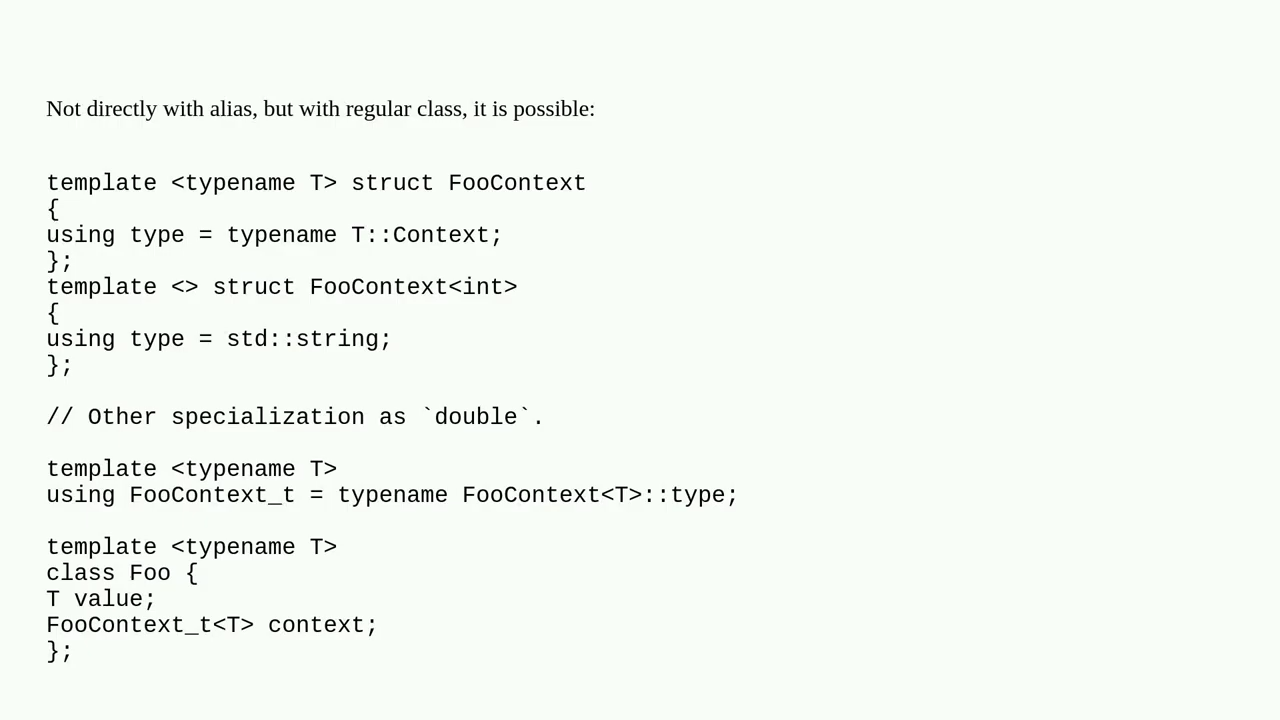 Not directly with alias, but with regular class, it is possible:
template <typename T> struct FooContext
{
using type = typename T::Context;
};
template <> struct FooContext<int>
{
using type = std::string;
};
// Other specialization as `double`.
template <typename T>
using FooContext_t = typename FooContext<T>::type;
template <typename T>
class Foo {
T value;
FooContext_t<T> context;
};